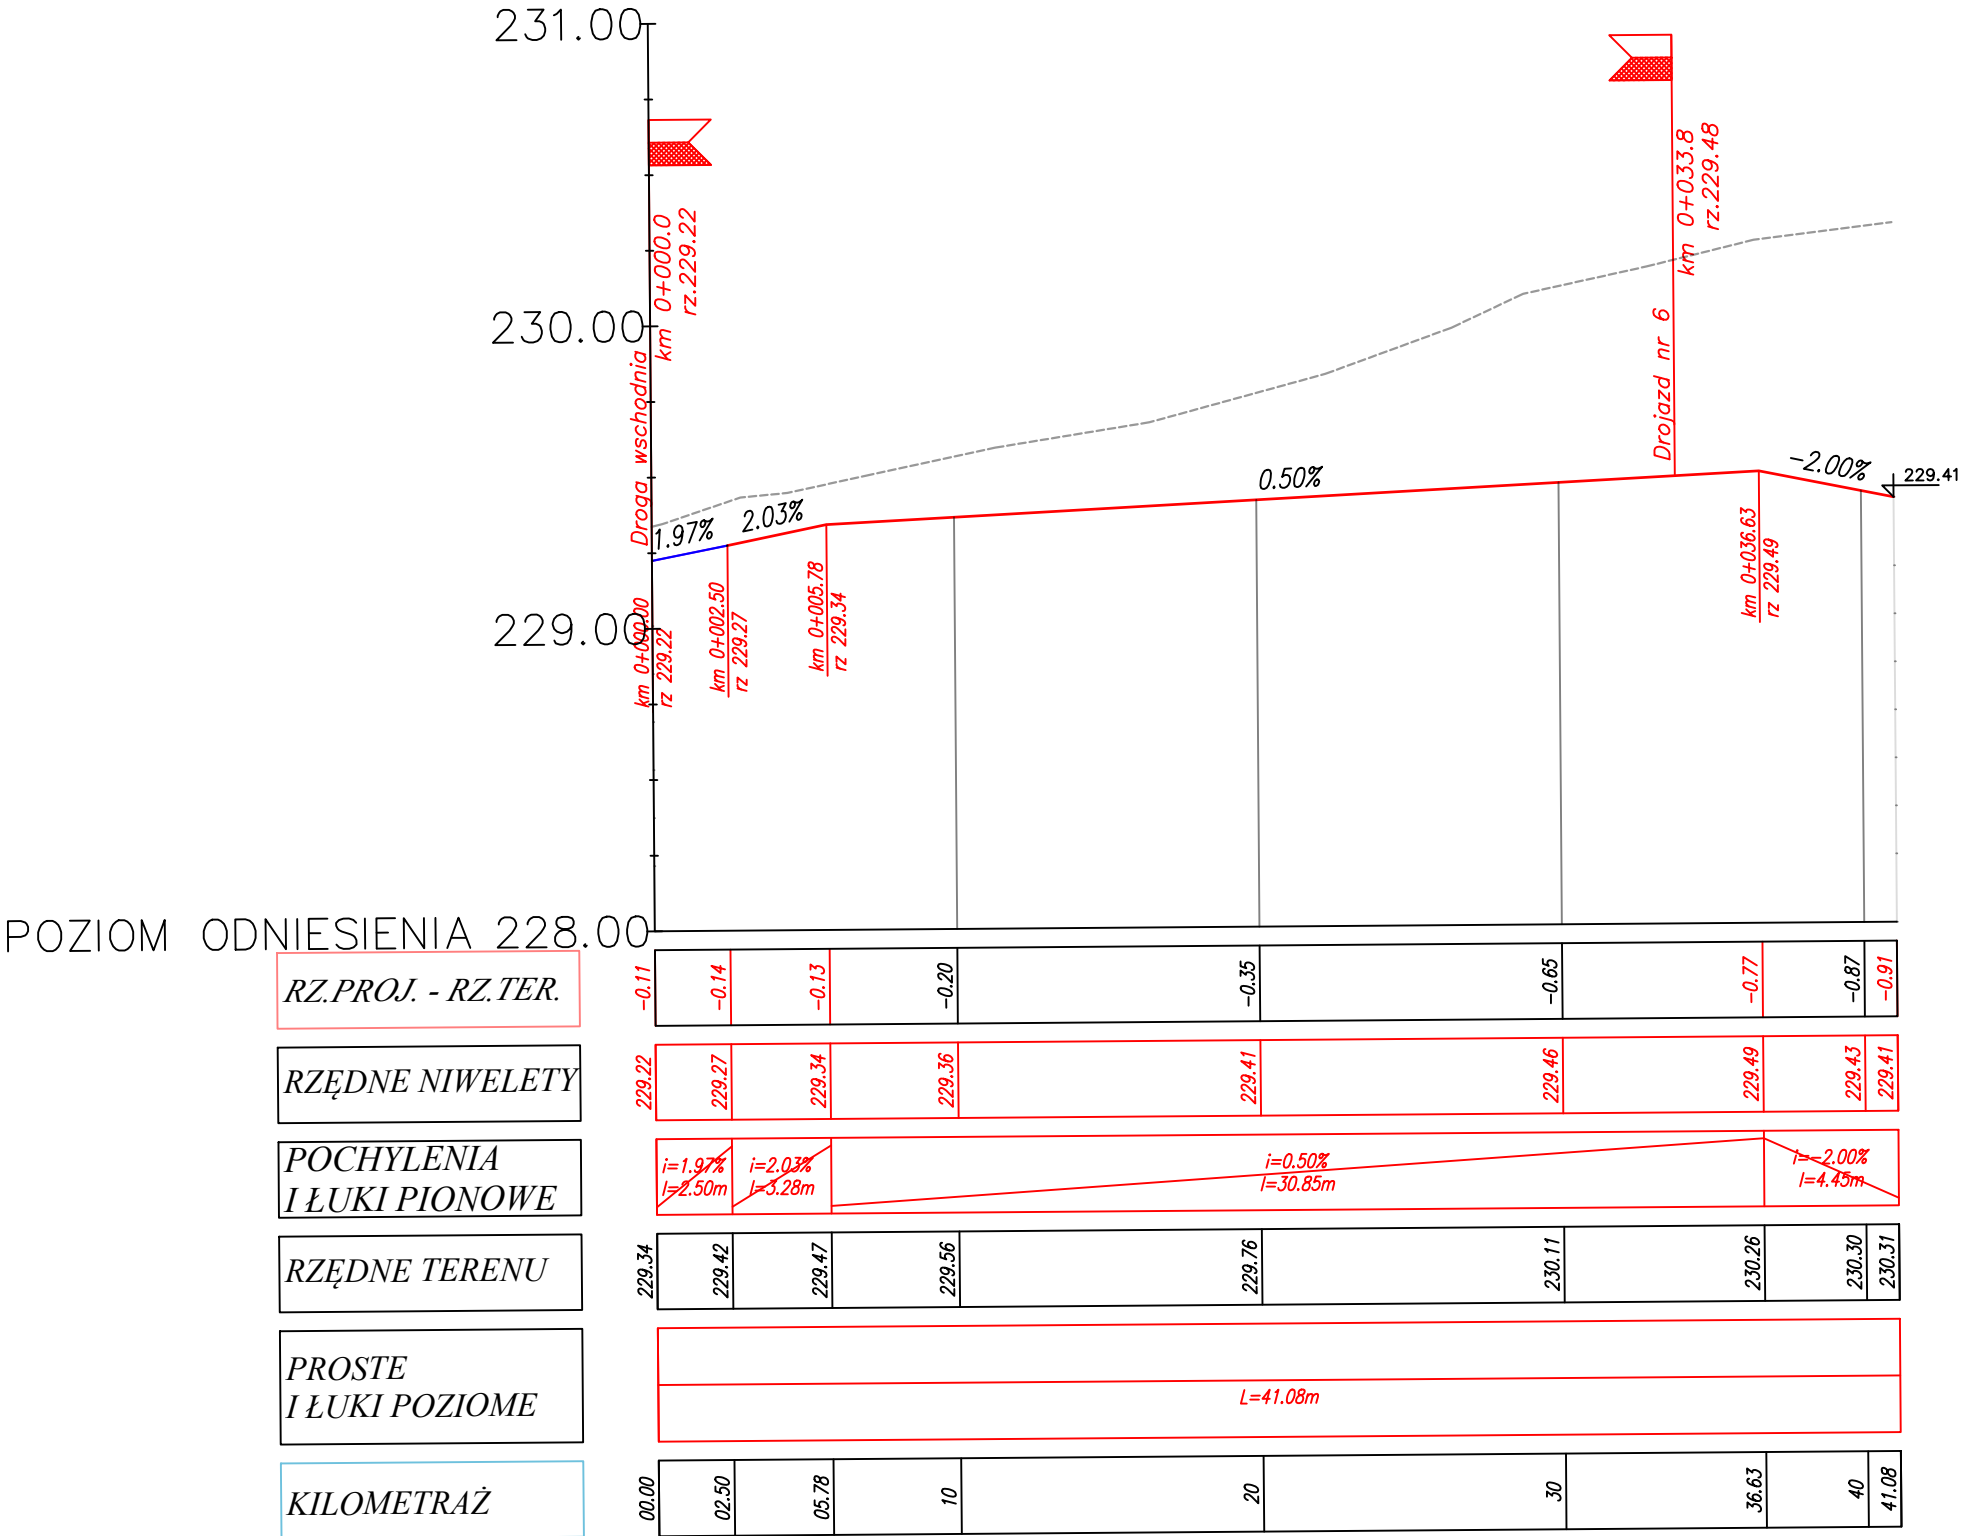 231.00
230.00
229.00
POZIOM ODNIESIENIA 228.00
Droga wschodnia
km 0+000.0
rz.229.22
Drojazd nr 6
km 0+033.8
rz.229.48
1.97%
2.03%
0.50%
-2.00%
229.41
km 0+000.00
rz 229.22
km 0+002.50
rz 229.27
km 0+005.78
rz 229.34
km 0+036.63
rz 229.49
RZ.PROJ. - RZ.TER.
-0.11 -0.14 -0.13 -0.20 -0.35 -0.65 -0.77 -0.87 -0.91
RZĘDNE NIWELETY
229.22 229.27 229.34 229.36 229.41 229.46 229.49 229.43 229.41
POCHYLENIA
I ŁUKI PIONOWE
i=1.97%
l=2.50m
i=2.03%
l=3.28m
i=0.50%
l=30.85m
i=-2.00%
l=4.45m
RZĘDNE TERENU
229.34 229.42 229.47 229.56 229.76 230.11 230.26 230.30 230.31
PROSTE
I ŁUKI POZIOME
L=41.08m
KILOMETRAŻ
00.00 02.50 05.78 10 20 30 36.63 40 41.08